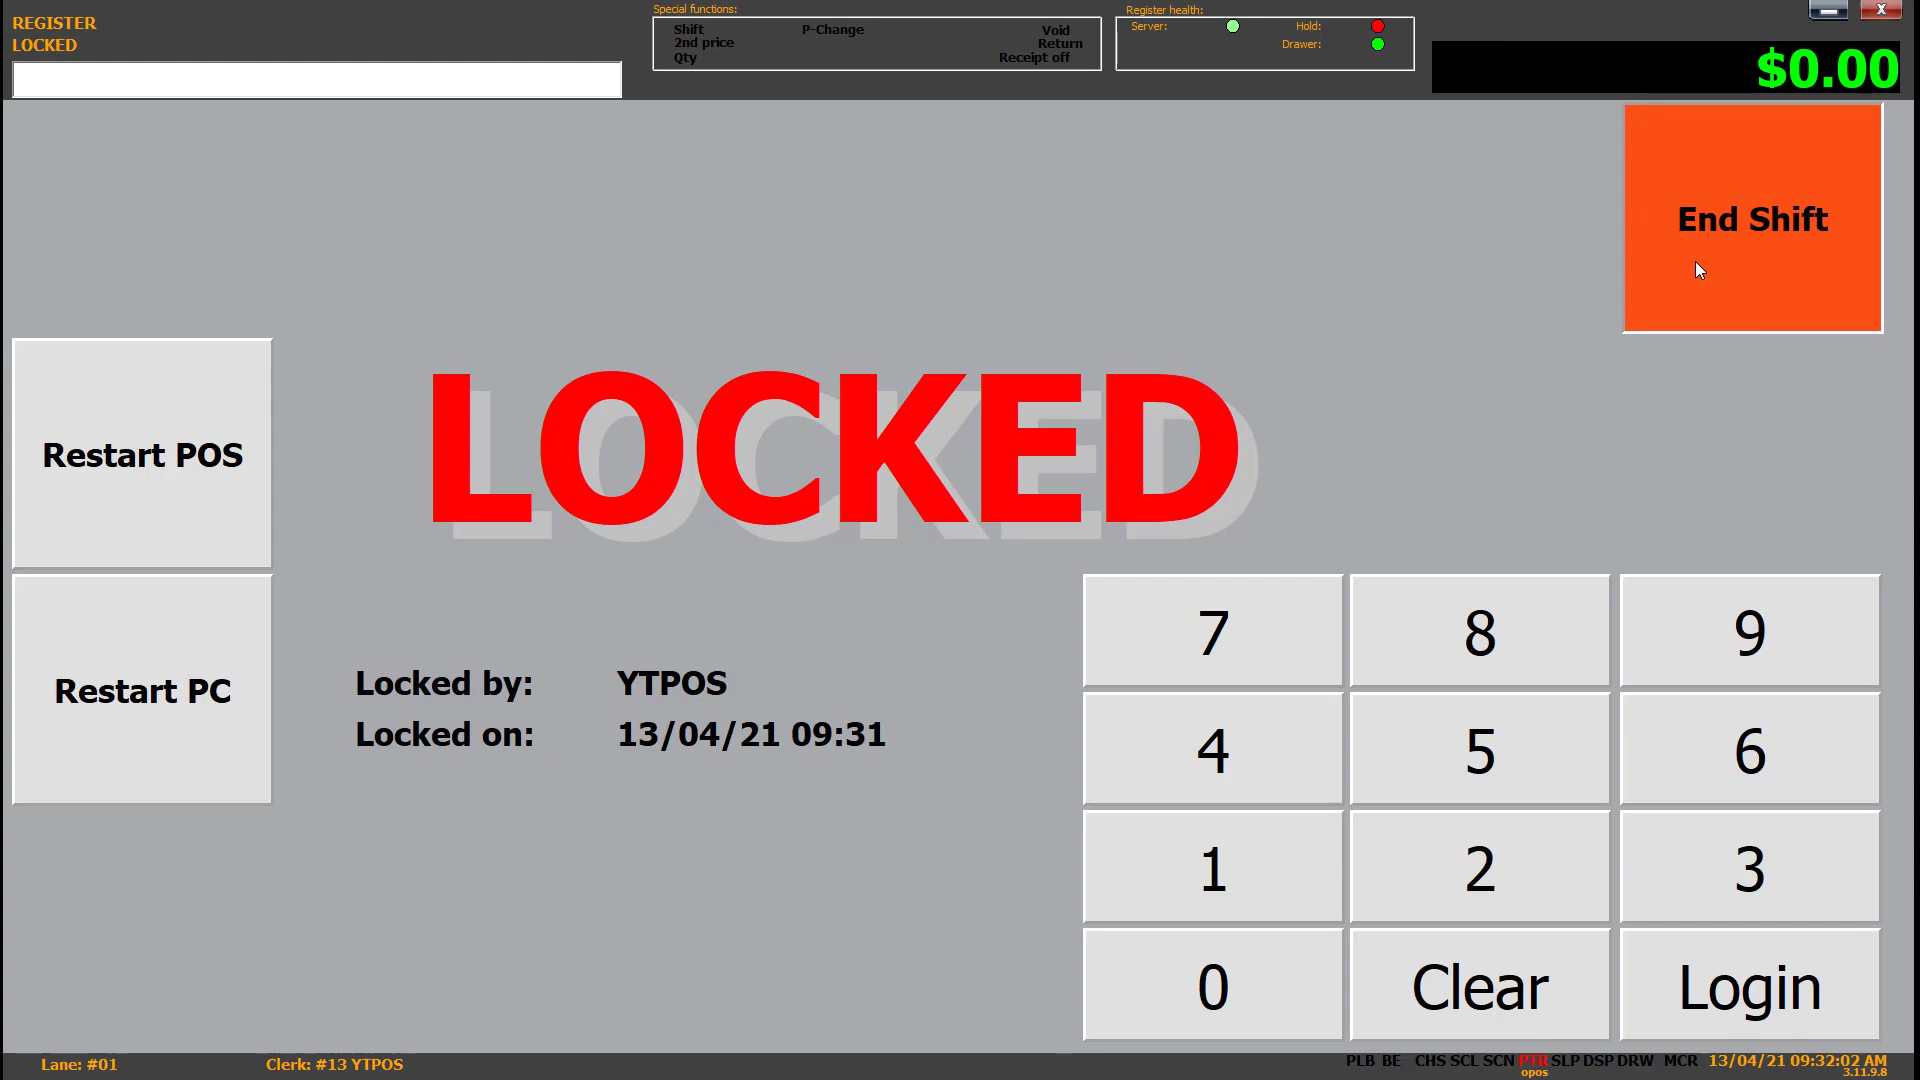 REGISTER
LOCKED
Special functions:
Shift P-Change Void
2nd price Return
Qty Receipt off
Register health:
Server: Hold:
Drawer:
X
$0.00
End Shift
Restart POS
LOCKED
Restart PC
Locked by: YTPOS
Locked on: 13/04/21 09:31
7 8 9
4 5 6
1 2 3
0 Clear Login
Lane: #01 Clerk: #13 YTPOS PLB BE CHS SCL SCN PTR SLP DSP DRW MCR 13/04/21 09:32:02 AM
opos 3.11.9.8